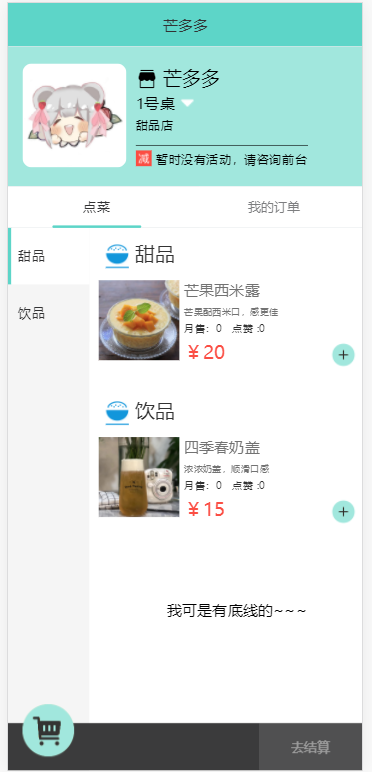 芒多多
芒多多
1号桌
甜品店
减 暂时没有活动，请咨询前台
点菜
我的订单
甜品
饮品
甜品
芒果西米露
芒果配西米口，感更佳
月售：0 点赞 :0
￥20
饮品
四季春奶盖
浓浓奶盖，顺滑口感
月售：0 点赞 :0
￥15
我可是有底线的~~~
去结算